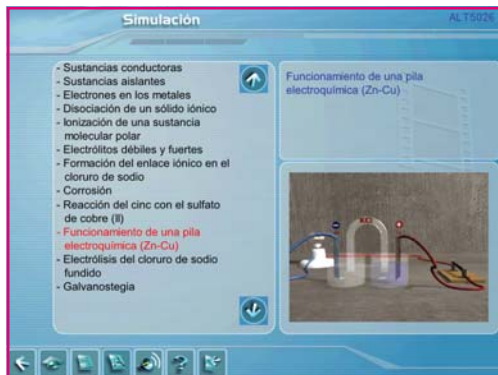 Simulación
ALT5026
- Sustancias conductoras
- Sustancias aislantes
- Electrones en los metales
- Disociación de un sólido iónico
- Ionización de una sustancia
molecular polar
- Electrólitos débiles y fuertes
- Formación del enlace iónico en el
cloruro de sodio
- Corrosión
- Reacción del cinc con el sulfato
de cobre (II)
- Funcionamiento de una pila
electroquímica (Zn-Cu)
- Electrólisis del cloruro de sodio
fundido
- Galvanostegia
Funcionamiento de una pila
electroquímica (Zn-Cu)